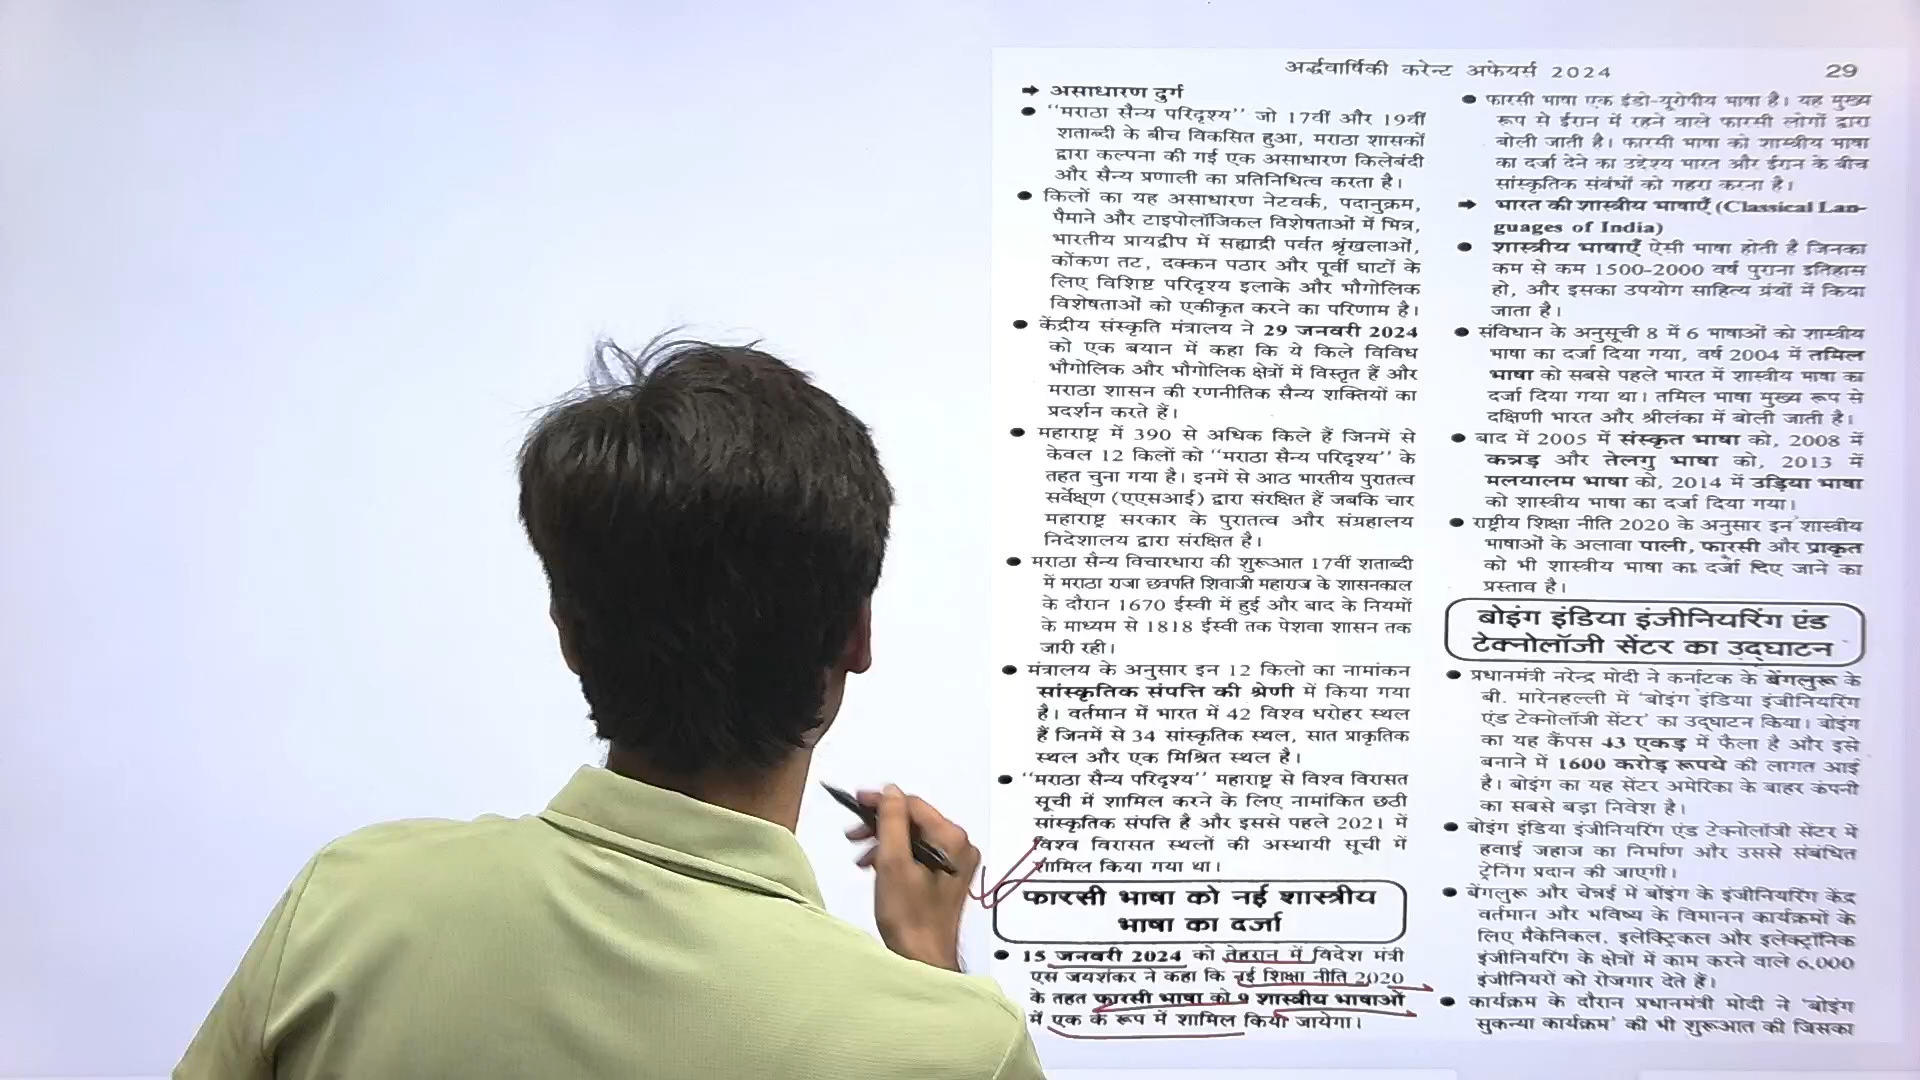 अर्द्धवार्षिकी करेन्ट अफेयर्स 2024
29
➡ असाधारण दुर्ग
● "मराठा सैन्य परिदृश्य" जो 17वीं और 19वीं
शताब्दी के बीच विकसित हुआ, मराठा शासकों
द्वारा कल्पना की गई एक असाधारण किलेबंदी
और सैन्य प्रणाली का प्रतिनिधित्व करता है।
● किलों का यह असाधारण नेटवर्क, पदानुक्रम,
पैमाने और टाइपोलॉजिकल विशेषताओं में भिन्न,
भारतीय प्रायद्वीप में सह्याद्री पर्वत श्रृंखलाओं,
कोंकण तट, दक्कन पठार और पूर्वी घाटों के
लिए विशिष्ट परिदृश्य इलाके और भौगोलिक
विशेषताओं को एकीकृत करने का परिणाम है।
● केंद्रीय संस्कृति मंत्रालय ने 29 जनवरी 2024
को एक बयान में कहा कि ये किले विविध
भौगोलिक और भौगोलिक क्षेत्रों में विस्तृत हैं और
मराठा शासन की रणनीतिक सैन्य शक्तियों का
प्रदर्शन करते हैं।
● महाराष्ट्र में 390 से अधिक किले हैं जिनमें से
केवल 12 किलों को "मराठा सैन्य परिदृश्य" के
तहत चुना गया है। इनमें से आठ भारतीय पुरातत्व
सर्वेक्षण (एएसआई) द्वारा संरक्षित हैं जबकि चार
महाराष्ट्र सरकार के पुरातत्व और संग्रहालय
निदेशालय द्वारा संरक्षित है।
● मराठा सैन्य विचारधारा की शुरूआत 17वीं शताब्दी
में मराठा राजा छत्रपति शिवाजी महाराज के शासनकाल
के दौरान 1670 ईस्वी में हुई और बाद के नियमों
के माध्यम से 1818 ईस्वी तक पेशवा शासन तक
जारी रही।
● मंत्रालय के अनुसार इन 12 किलो का नामांकन
सांस्कृतिक संपत्ति की श्रेणी में किया गया
है। वर्तमान में भारत में 42 विश्व धरोहर स्थल
हैं जिनमें से 34 सांस्कृतिक स्थल, सात प्राकृतिक
स्थल और एक मिश्रित स्थल है।
● "मराठा सैन्य परिदृश्य" महाराष्ट्र से विश्व विरासत
सूची में शामिल करने के लिए नामांकित छठी
सांस्कृतिक संपत्ति है और इससे पहले 2021 में
विश्व विरासत स्थलों की अस्थायी सूची में
शामिल किया गया था।
फारसी भाषा को नई शास्त्रीय
भाषा का दर्जा
● 15 जनवरी 2024 को तेहरान में विदेश मंत्री
एस जयशंकर ने कहा कि नई शिक्षा नीति 2020
के तहत फारसी भाषा को 9 शास्त्रीय भाषाओं
में एक के रूप में शामिल किया जायेगा।
● फारसी भाषा एक इंडो-यूरोपीय भाषा है। यह मुख्य
रूप से ईरान में रहने वाले फारसी लोगों द्वारा
बोली जाती है। फारसी भाषा को शास्त्रीय भाषा
का दर्जा देने का उद्देश्य भारत और ईरान के बीच
सांस्कृतिक संबंधों को गहरा करना है।
➡ भारत की शास्त्रीय भाषाएँ (Classical Lan-
guages of India)
● शास्त्रीय भाषाएँ ऐसी भाषा होती है जिनका
कम से कम 1500-2000 वर्ष पुराना इतिहास
हो, और इसका उपयोग साहित्य ग्रंथों में किया
जाता है।
● संविधान के अनुसूची 8 में 6 भाषाओं को शास्त्रीय
भाषा का दर्जा दिया गया, वर्ष 2004 में तमिल
भाषा को सबसे पहले भारत में शास्त्रीय भाषा का
दर्जा दिया गया था। तमिल भाषा मुख्य रूप से
दक्षिणी भारत और श्रीलंका में बोली जाती है।
● बाद में 2005 में संस्कृत भाषा को, 2008 में
कन्नड़ और तेलगु भाषा को, 2013 में
मलयालम भाषा को, 2014 में उड़िया भाषा
को शास्त्रीय भाषा का दर्जा दिया गया।
● राष्ट्रीय शिक्षा नीति 2020 के अनुसार इन शास्त्रीय
भाषाओं के अलावा पाली, फारसी और प्राकृत
को भी शास्त्रीय भाषा का दर्जा दिए जाने का
प्रस्ताव है।
बोइंग इंडिया इंजीनियरिंग एंड
टेक्नोलॉजी सेंटर का उद्घाटन
● प्रधानमंत्री नरेन्द्र मोदी ने कर्नाटक के बेंगलुरू के
बी. मारेनहल्ली में 'बोइंग इंडिया इंजीनियरिंग
एंड टेक्नोलॉजी सेंटर' का उद्घाटन किया। बोइंग
का यह कैंपस 43 एकड़ में फैला है और इसे
बनाने में 1600 करोड़ रूपये की लागत आई
है। बोइंग का यह सेंटर अमेरिका के बाहर कंपनी
का सबसे बड़ा निवेश है।
● बोइंग इंडिया इंजीनियरिंग एंड टेक्नोलॉजी सेंटर में
हवाई जहाज का निर्माण और उससे संबंधित
ट्रेनिंग प्रदान की जाएगी।
● बेंगलुरू और चेन्नई में बोइंग के इंजीनियरिंग केंद्र
वर्तमान और भविष्य के विमानन कार्यक्रमों के
लिए मैकेनिकल, इलेक्ट्रिकल और इलेक्ट्रॉनिक
इंजीनियरिंग के क्षेत्रों में काम करने वाले 6,000
इंजीनियरों को रोजगार देते हैं।
● कार्यक्रम के दौरान प्रधानमंत्री मोदी ने 'बोइंग
सुकन्या कार्यक्रम' की भी शुरूआत की जिसका